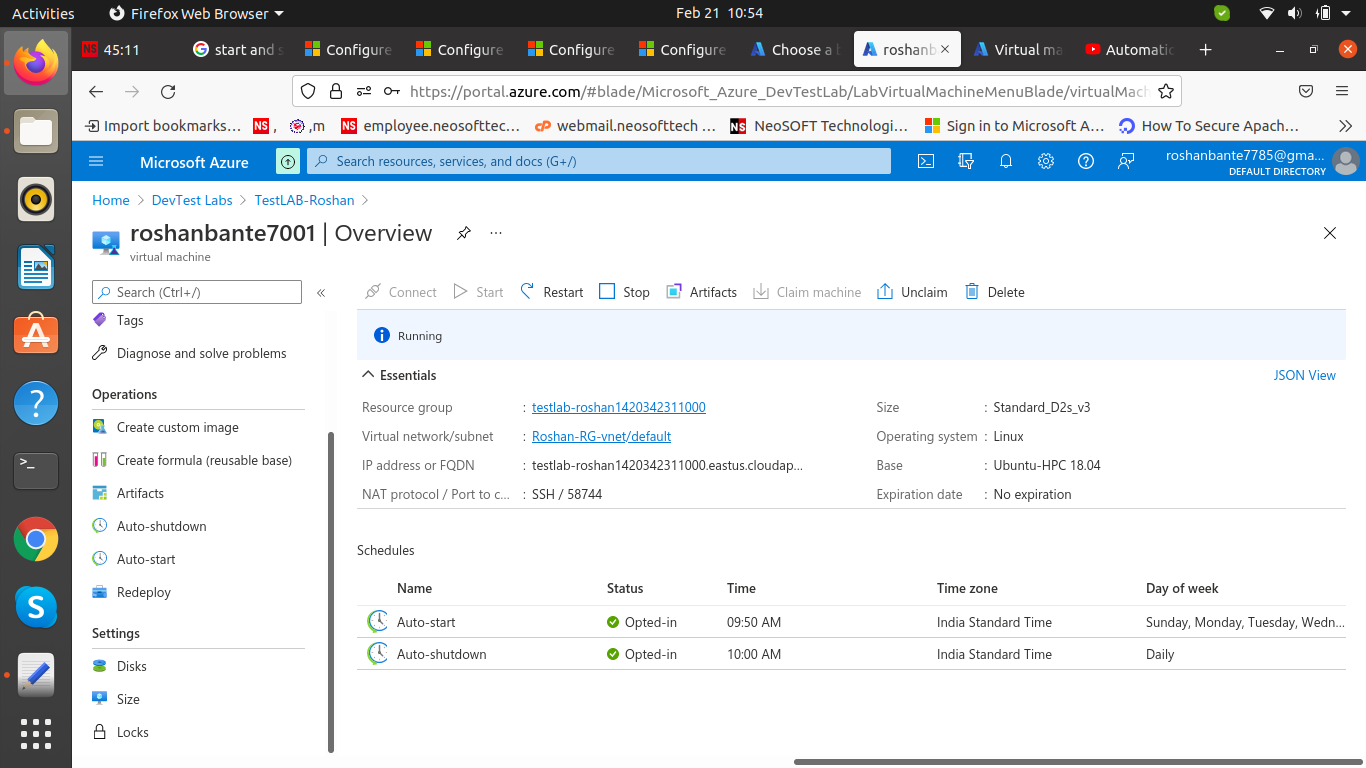 Activities
Firefox Web Browser
Feb 21 10:54
NS 45:11
start and s
Configure
Configure
Configure
Configure
Choose a b
roshanb
Virtual ma
Automatic
https://portal.azure.com/#blade/Microsoft_Azure_DevTestLab/LabVirtualMachineMenuBlade/virtualMach
Import bookmarks...
NS ,
,m
NS employee.neosofttec...
cP webmail.neosofttech ...
NS NeoSOFT Technologi...
Sign in to Microsoft A...
How To Secure Apach...
Microsoft Azure
Search resources, services, and docs (G+/)
roshanbante7785@gma...
DEFAULT DIRECTORY
Home > DevTest Labs > TestLAB-Roshan >
roshanbante7001 | Overview
virtual machine
Search (Ctrl+/)
Tags
Diagnose and solve problems
Operations
Create custom image
Create formula (reusable base)
Artifacts
Auto-shutdown
Auto-start
Redeploy
Settings
Disks
Size
Locks
Connect Start Restart Stop Artifacts Claim machine Unclaim Delete
Running
Essentials
JSON View
Resource group : testlab-roshan1420342311000
Virtual network/subnet : Roshan-RG-vnet/default
IP address or FQDN : testlab-roshan1420342311000.eastus.cloudap...
NAT protocol / Port to c... : SSH / 58744
Size : Standard_D2s_v3
Operating system : Linux
Base : Ubuntu-HPC 18.04
Expiration date : No expiration
Schedules
Name Status Time Time zone Day of week
Auto-start Opted-in 09:50 AM India Standard Time Sunday, Monday, Tuesday, Wedn...
Auto-shutdown Opted-in 10:00 AM India Standard Time Daily